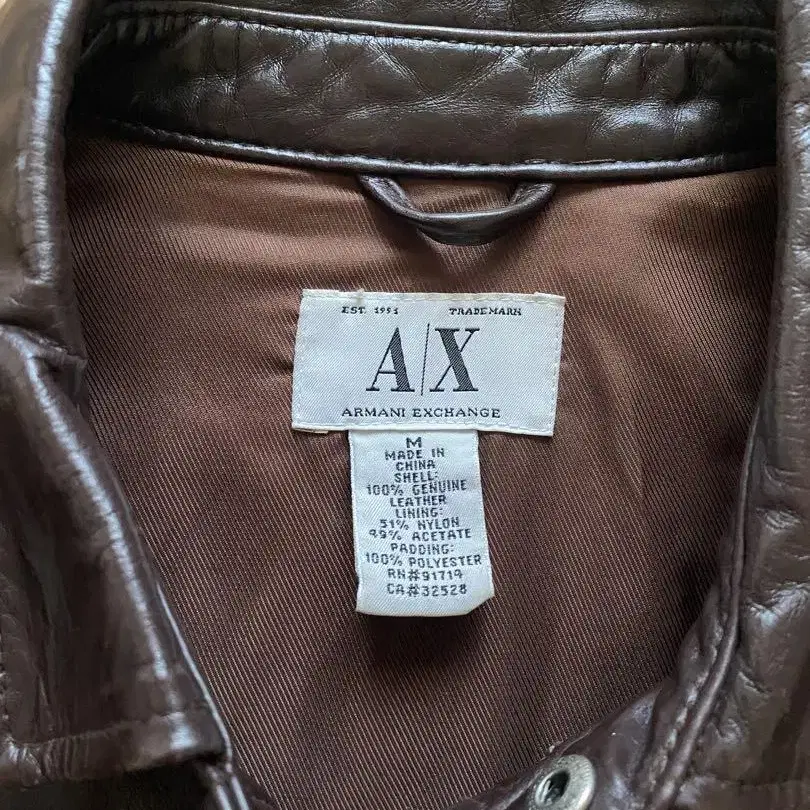 EST. 1991 TRADEMARK
A|X
ARMANI EXCHANGE
M
MADE IN
CHINA
SHELL:
100% GENUINE
LEATHER
LINING:
51% NYLON
49% ACETATE
PADDING:
100% POLYESTER
RN#91714
CA#32528